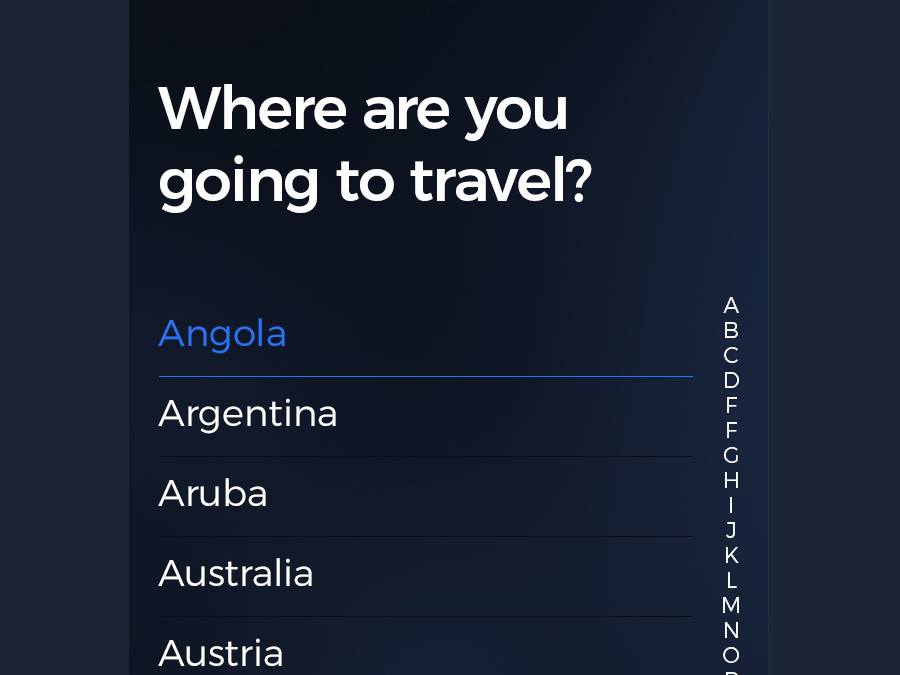 Where are you
going to travel?
Angola
Argentina
Aruba
Australia
Austria
A
B
C
D
F
F
G
H
I
J
K
L
M
N
O